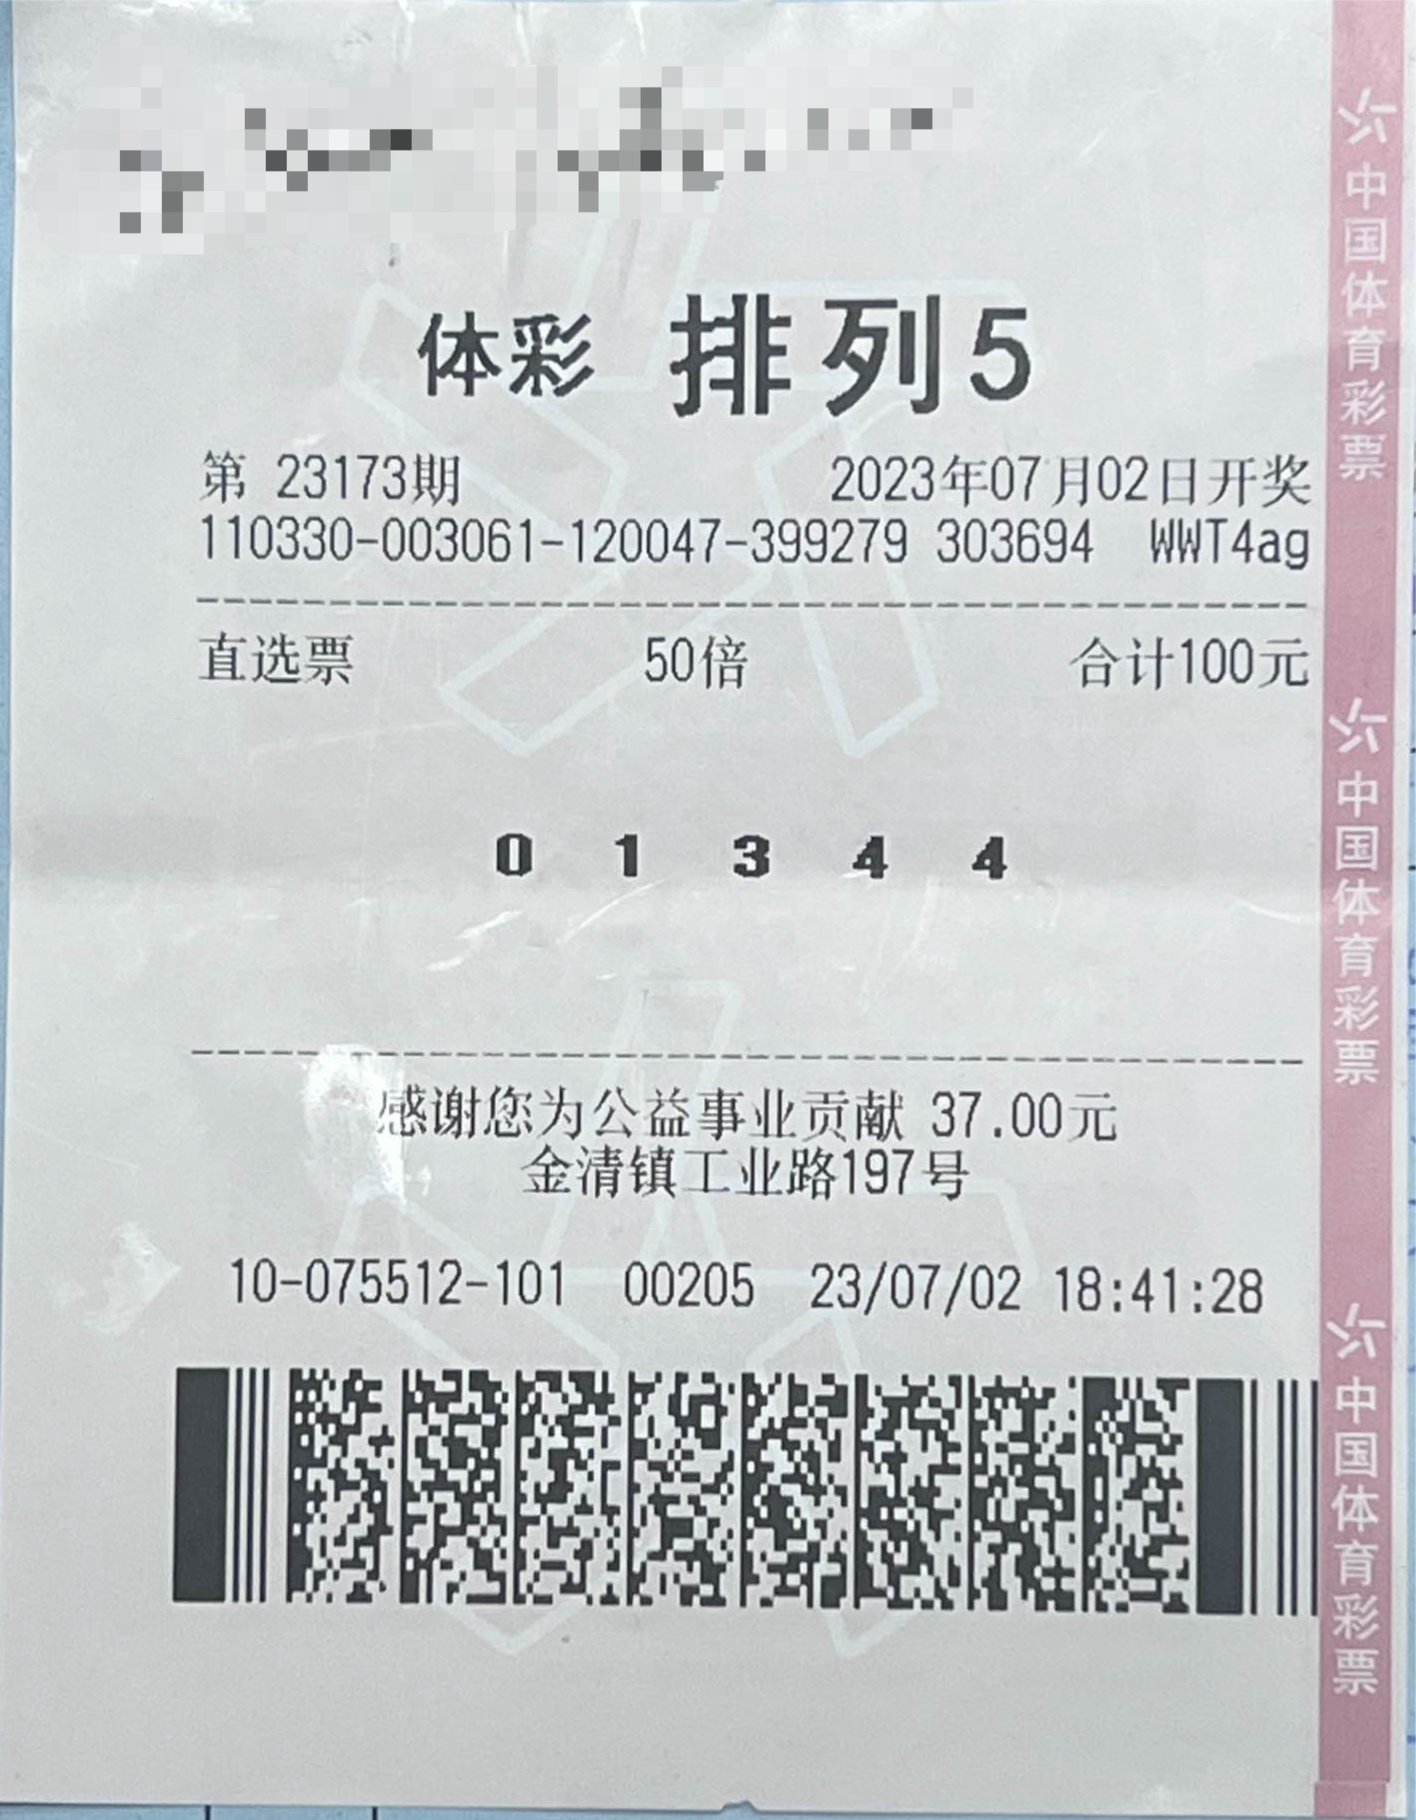 体彩 排列5
第 23173期 2023年07月02日开奖
110330-003061-120047-399279 303694 WWT4ag
直选票 50倍 合计100元
0 1 3 4 4
感谢您为公益事业贡献 37.00元
金清镇工业路197号
10-075512-101 00205 23/07/02 18:41:28
中国体育彩票
中国体育彩票
中国体育彩票